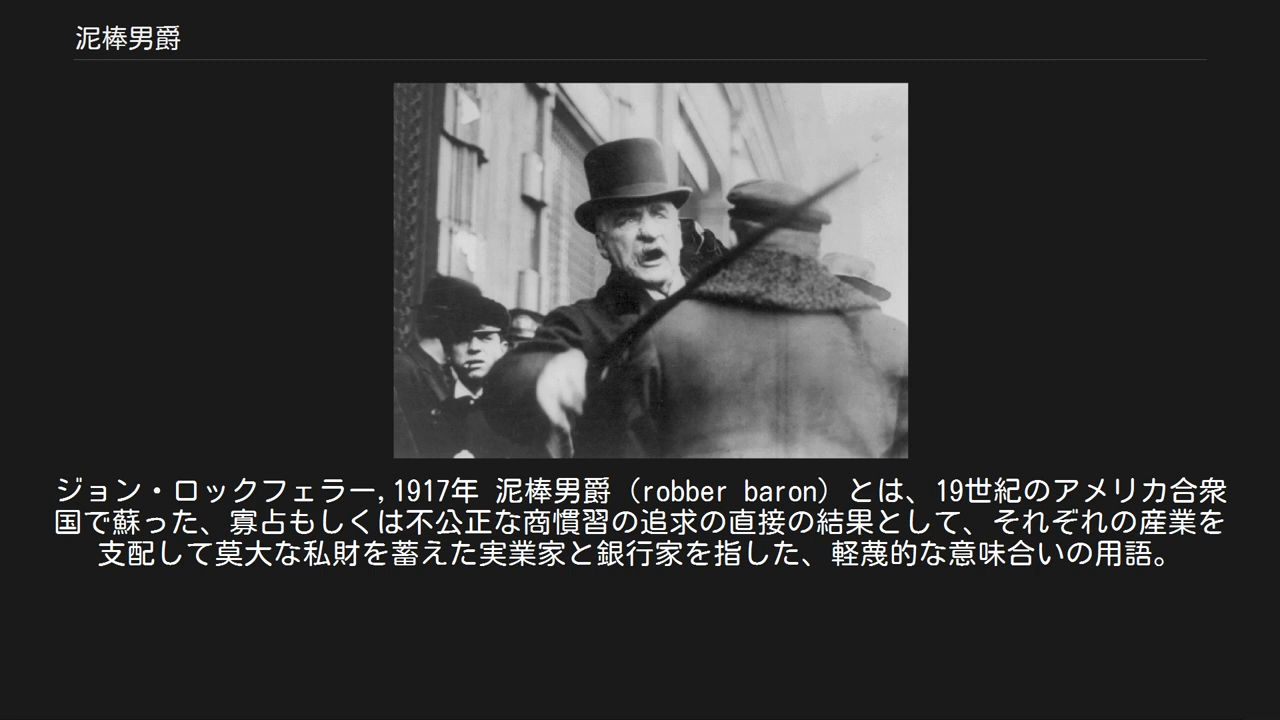 泥棒男爵
ジョン・ロックフェラー,1917年 泥棒男爵（robber baron）とは、19世紀のアメリカ合衆
国で蘇った、寡占もしくは不公正な商慣習の追求の直接の結果として、それぞれの産業を
支配して莫大な私財を蓄えた実業家と銀行家を指した、軽蔑的な意味合いの用語。